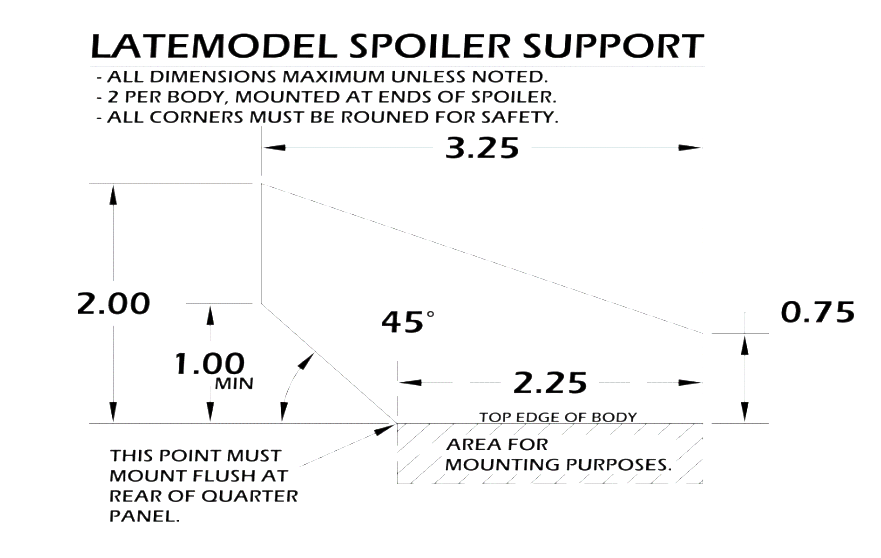 LATEMODEL SPOILER SUPPORT
- ALL DIMENSIONS MAXIMUM UNLESS NOTED.
- 2 PER BODY, MOUNTED AT ENDS OF SPOILER.
- ALL CORNERS MUST BE ROUNED FOR SAFETY.
3.25
2.00
0.75
45°
1.00
MIN
2.25
TOP EDGE OF BODY
AREA FOR
MOUNTING PURPOSES.
THIS POINT MUST
MOUNT FLUSH AT
REAR OF QUARTER
PANEL.